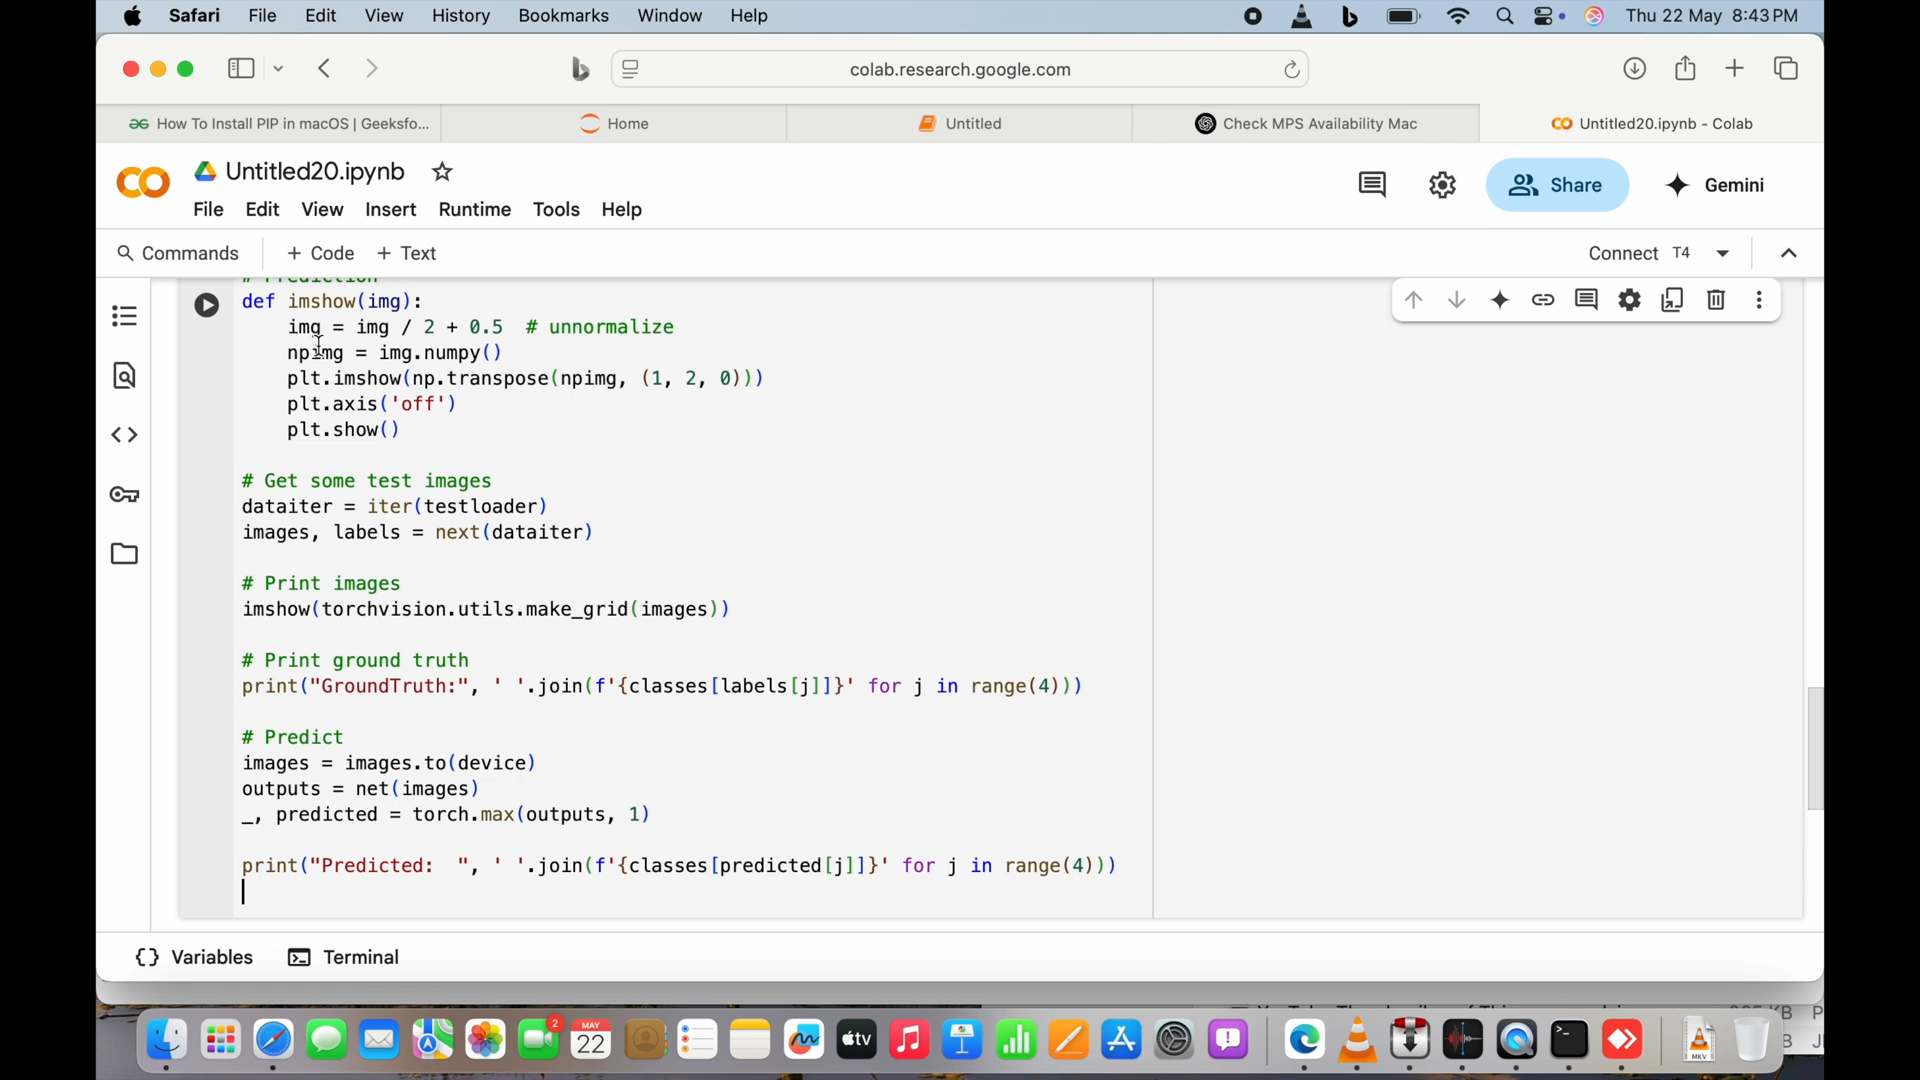 Safari File Edit View History Bookmarks Window Help Thu 22 May 8:43 PM
colab.research.google.com
How To Install PIP in macOS | Geeksfo... Home Untitled Check MPS Availability Mac Untitled20.ipynb - Colab
Untitled20.ipynb
Share Gemini
File Edit View Insert Runtime Tools Help
Commands + Code + Text Connect T4
# Prediction
def imshow(img):
img = img / 2 + 0.5 # unnormalize
npimg = img.numpy()
plt.imshow(np.transpose(npimg, (1, 2, 0)))
plt.axis('off')
plt.show()
# Get some test images
dataiter = iter(testloader)
images, labels = next(dataiter)
# Print images
imshow(torchvision.utils.make_grid(images))
# Print ground truth
print("GroundTruth:", ' '.join(f'{classes[labels[j]]}' for j in range(4)))
# Predict
images = images.to(device)
outputs = net(images)
_, predicted = torch.max(outputs, 1)
print("Predicted:  ", ' '.join(f'{classes[predicted[j]]}' for j in range(4)))
Variables Terminal
2
MAY
22
tv
MKV